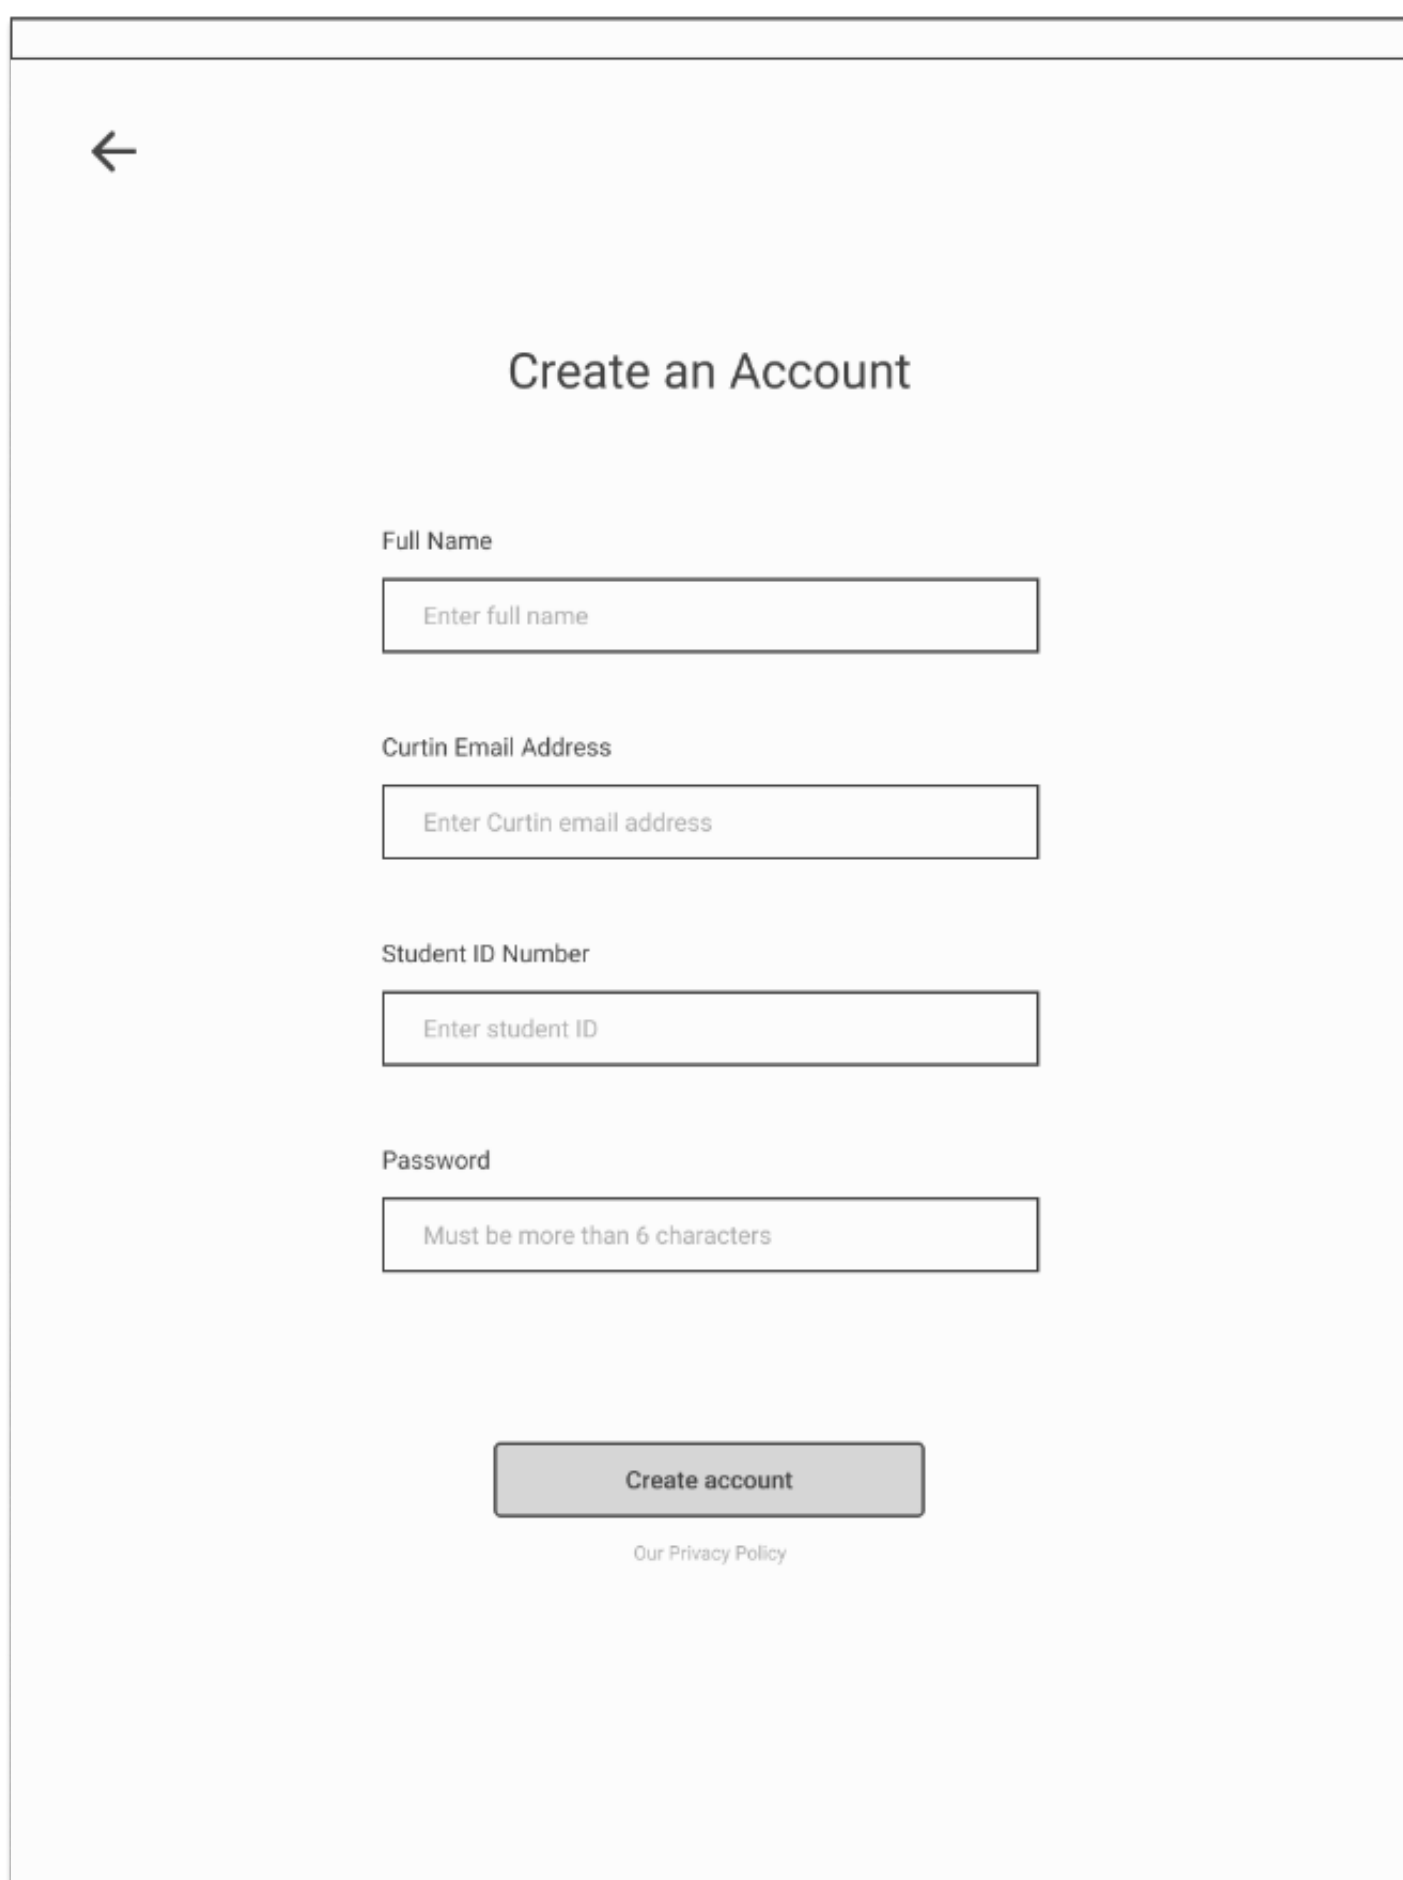 Create an Account
Full Name
Enter full name
Curtin Email Address
Enter Curtin email address
Student ID Number
Enter student ID
Password
Must be more than 6 characters
Create account
Our Privacy Policy